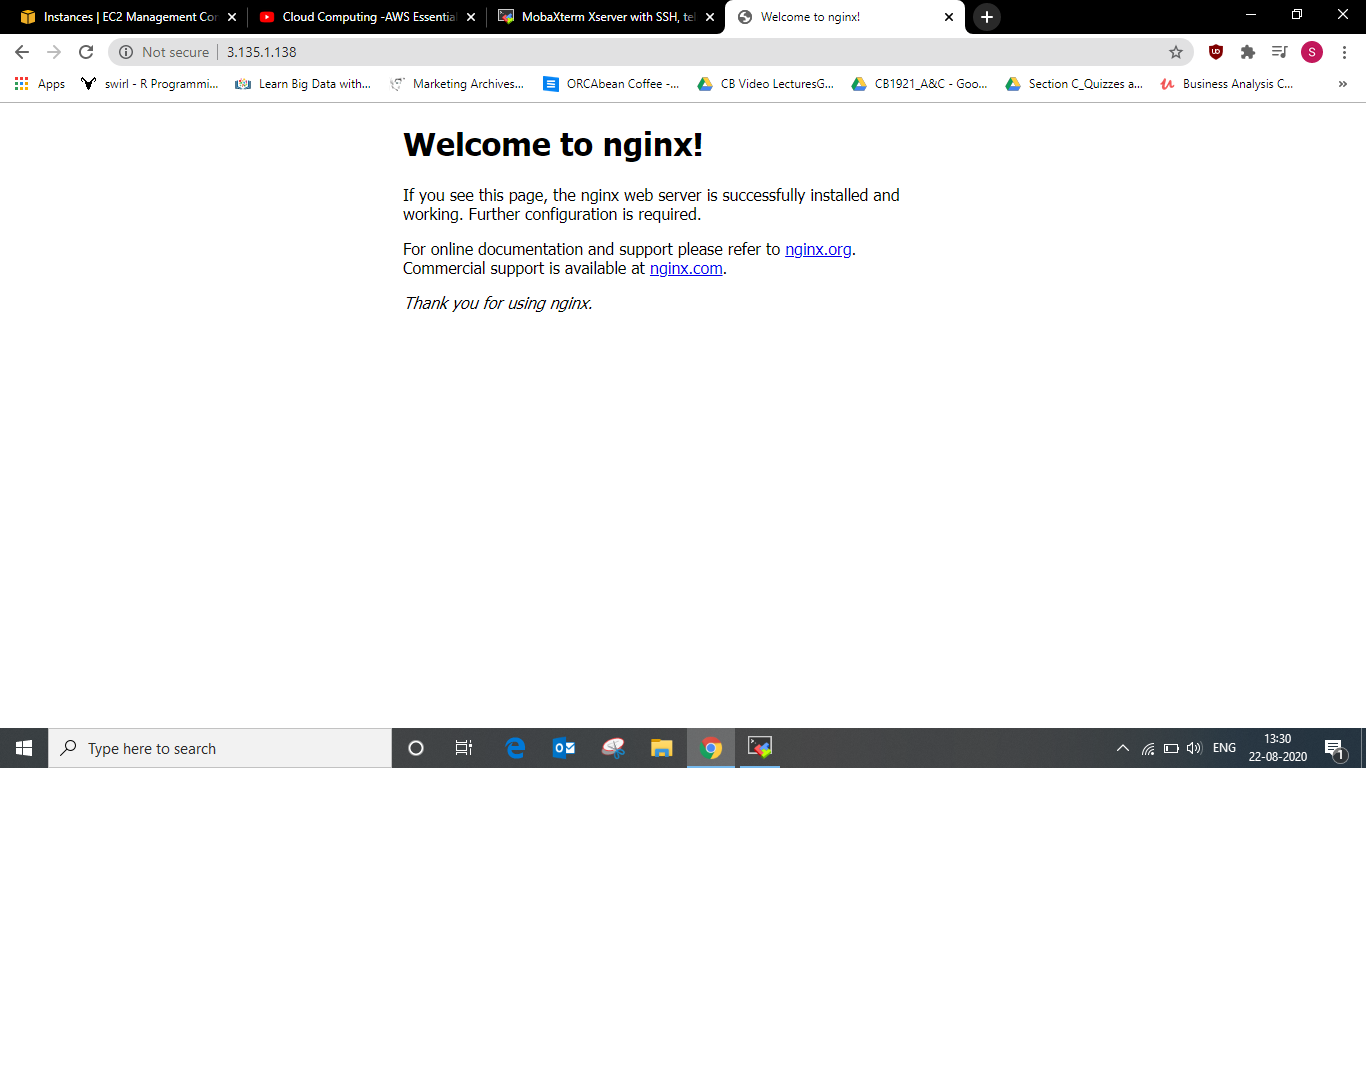 Instances | EC2 Management Cor
Cloud Computing -AWS Essential
MobaXterm Xserver with SSH, tel
Welcome to nginx!
Not secure
3.135.1.138
S
Apps
swirl - R Programmi...
Learn Big Data with...
Marketing Archives...
ORCAbean Coffee -...
CB Video LecturesG...
CB1921_A&C - Goo...
Section C_Quizzes a...
Business Analysis C...
»
Welcome to nginx!
If you see this page, the nginx web server is successfully installed and
working. Further configuration is required.
For online documentation and support please refer to nginx.org.
Commercial support is available at nginx.com.
Thank you for using nginx.
Type here to search
ENG
13:30
22-08-2020
1